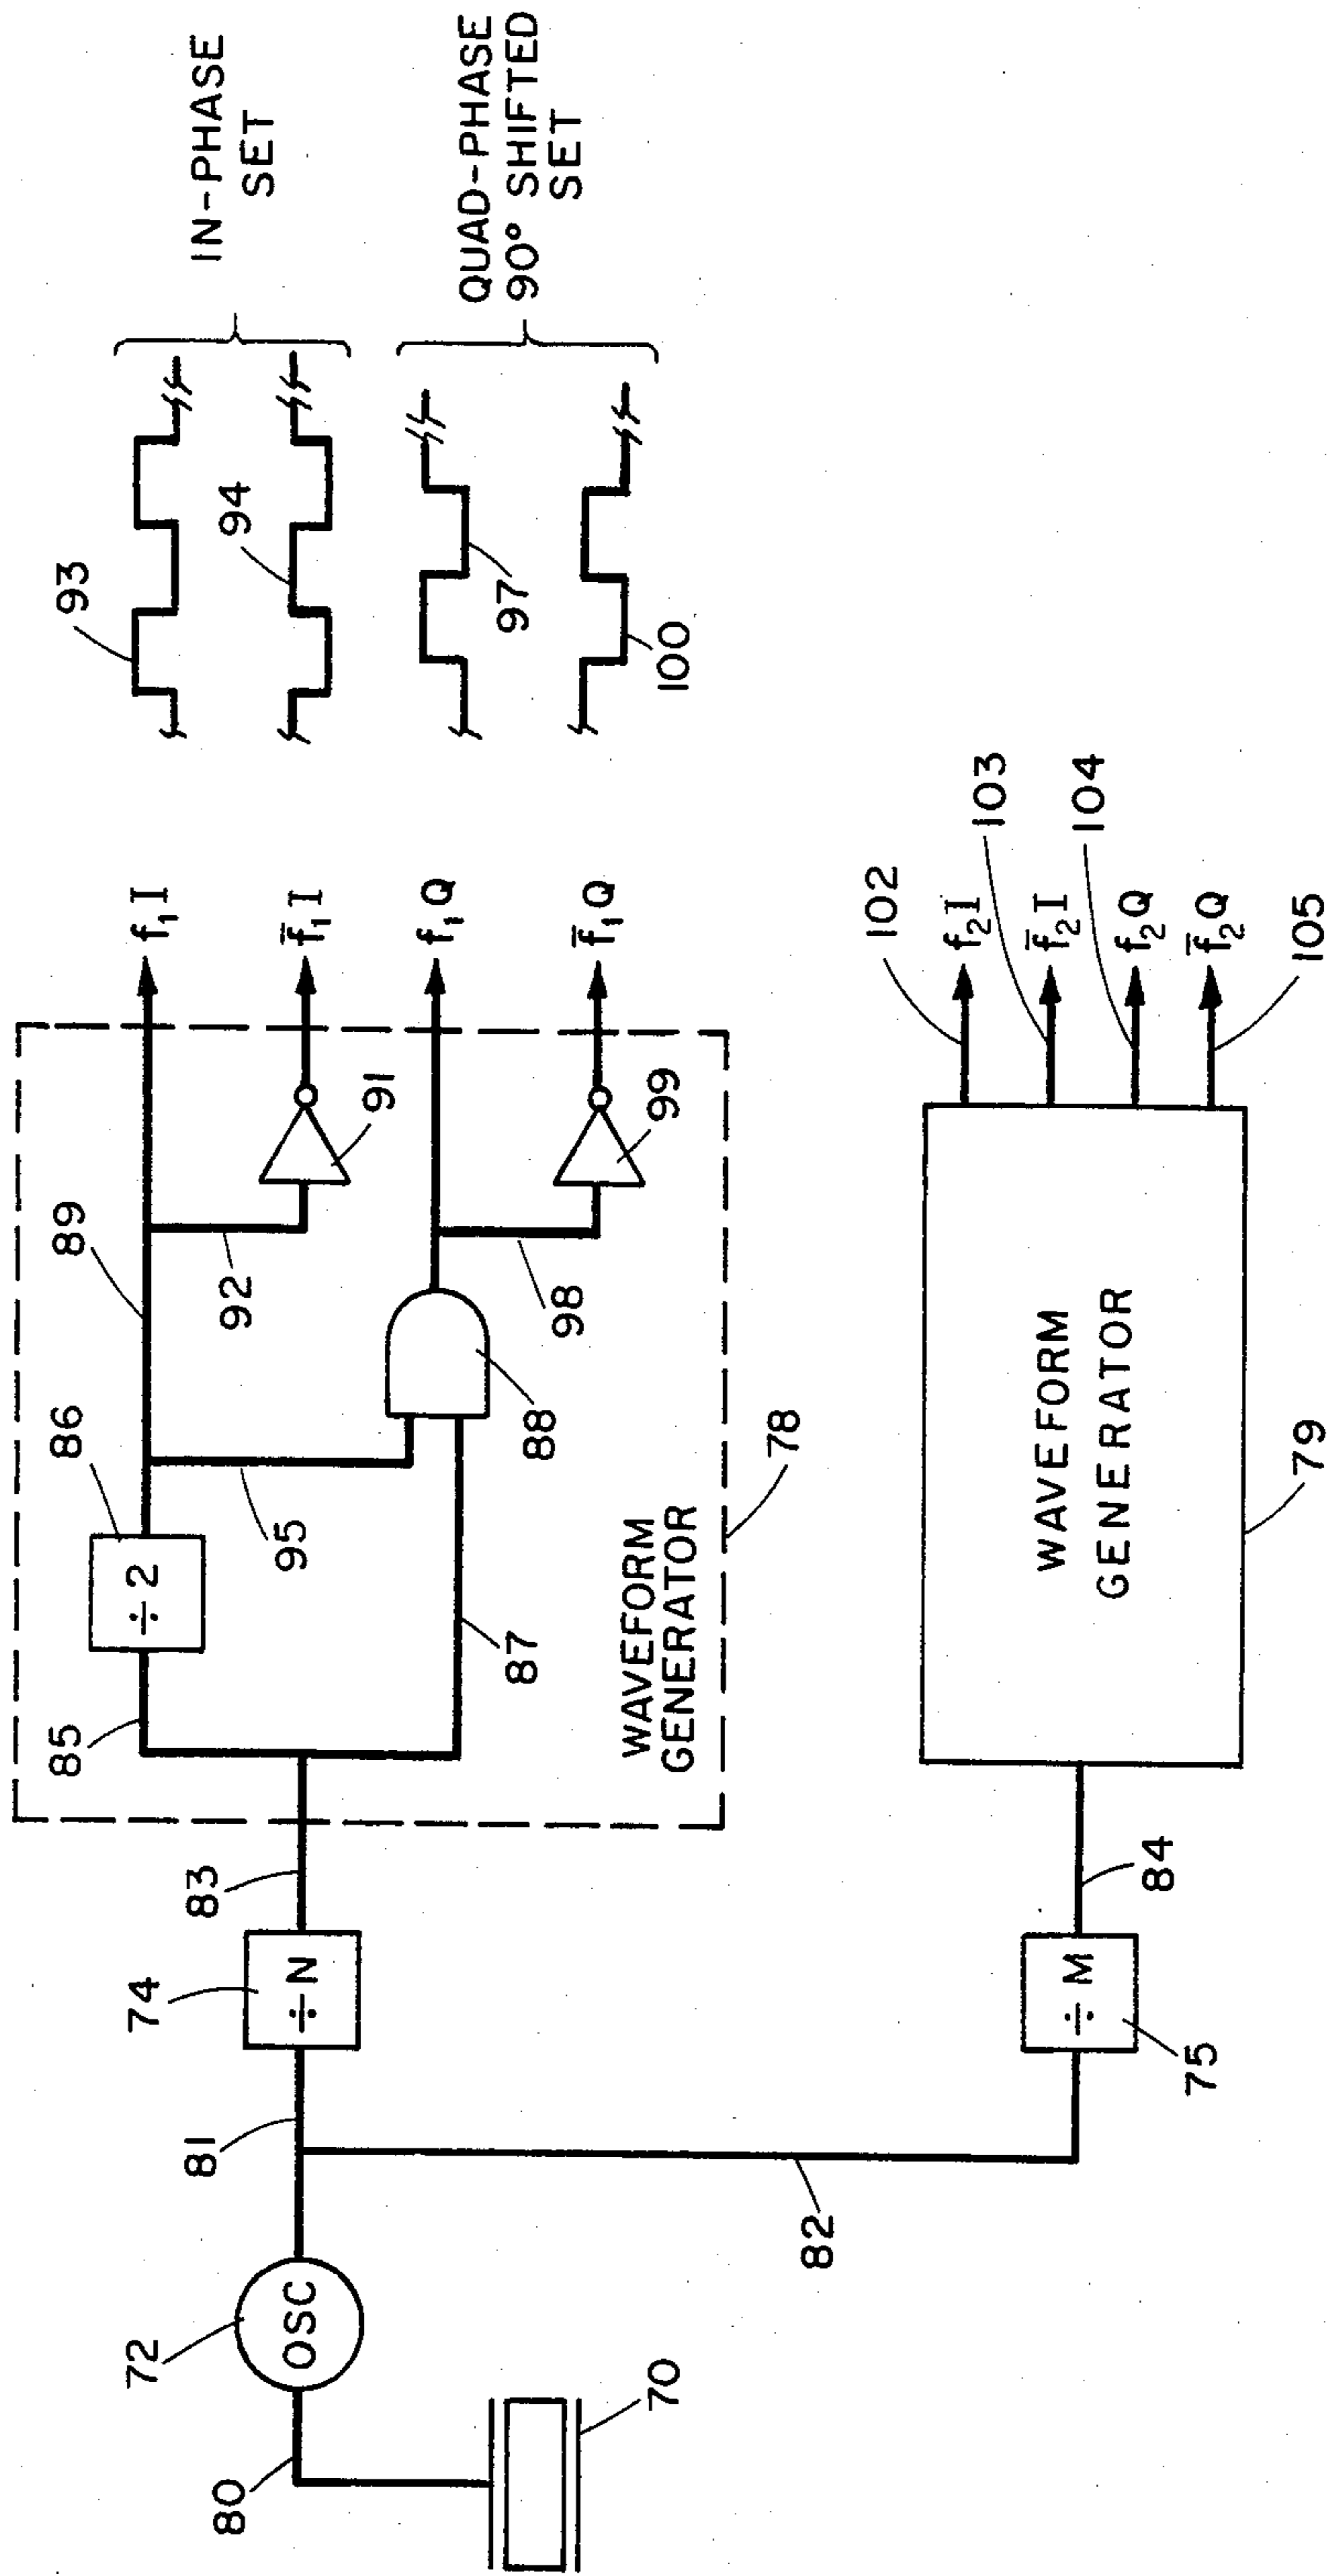 IN-PHASE
SET
QUAD-PHASE
90° SHIFTED
SET
93
94
97
100
f₁I
f̄₁I
f₁Q
f̄₁Q
85
86
÷2
89
92
91
95
87
88
98
99
WAVEFORM
GENERATOR
78
80
72
OSC
70
81
74
÷N
83
82
÷M
75
84
WAVEFORM
GENERATOR
79
102
f₂I
103
f̄₂I
104
f₂Q
f̄₂Q
105